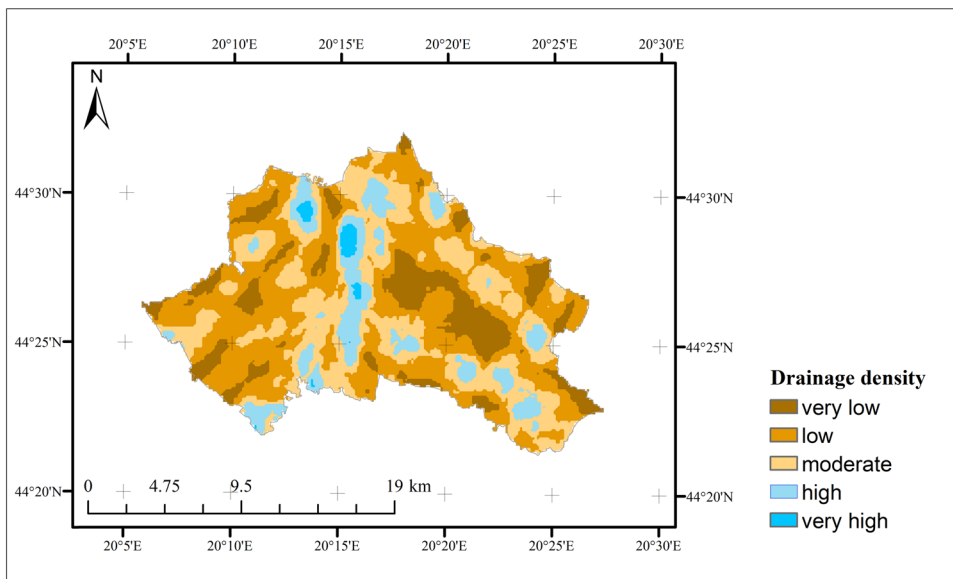 20°5'E 20°10'E 20°15'E 20°20'E 20°25'E 20°30'E
N
44°30'N 44°30'N
44°25'N 44°25'N
Drainage density
very low
low
moderate
high
very high
0 4.75 9.5 19 km
44°20'N 44°20'N
20°5'E 20°10'E 20°15'E 20°20'E 20°25'E 20°30'E